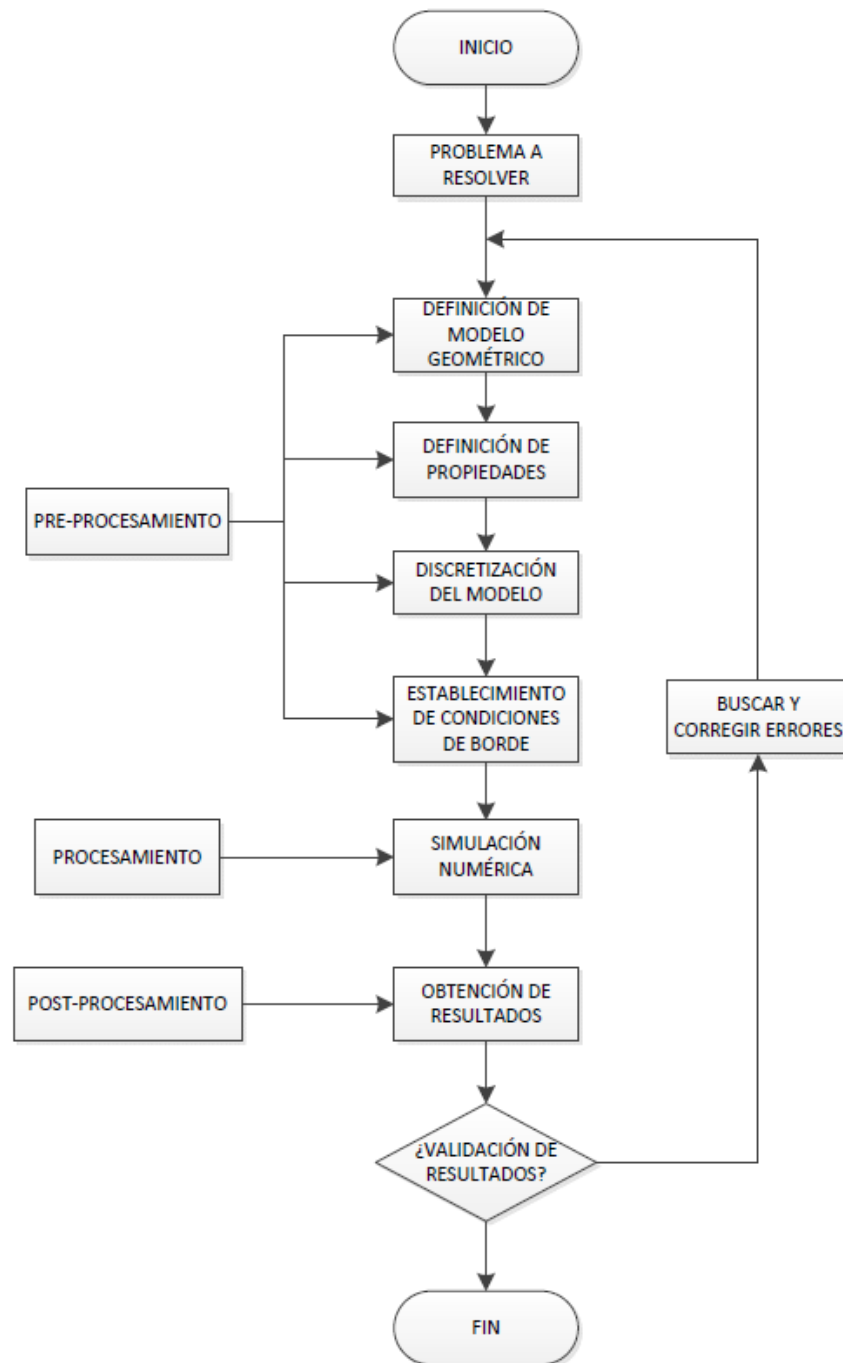 INICIO
PROBLEMA A
RESOLVER
DEFINICIÓN DE
MODELO
GEOMÉTRICO
DEFINICIÓN DE
PROPIEDADES
PRE-PROCESAMIENTO
DISCRETIZACIÓN
DEL MODELO
ESTABLECIMIENTO
DE CONDICIONES
DE BORDE
BUSCAR Y
CORREGIR ERRORES
PROCESAMIENTO
SIMULACIÓN
NUMÉRICA
POST-PROCESAMIENTO
OBTENCIÓN DE
RESULTADOS
¿VALIDACIÓN DE
RESULTADOS?
FIN